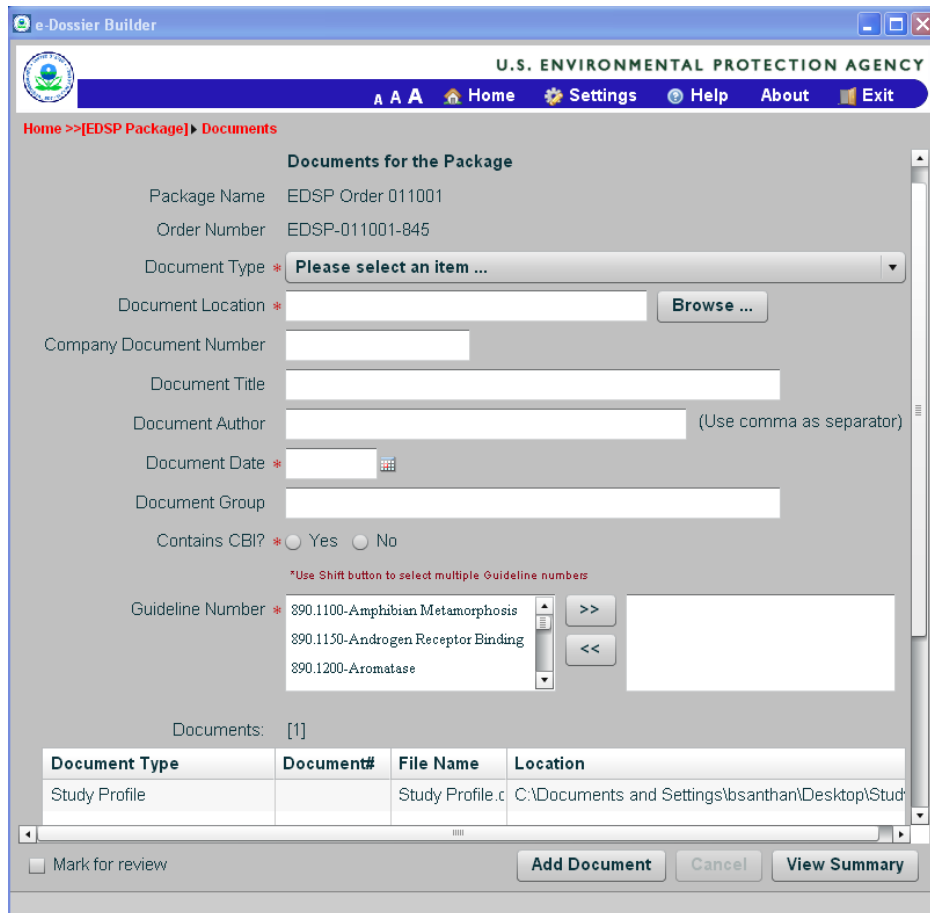 e-Dossier Builder
U.S. ENVIRONMENTAL PROTECTION AGENCY
A A A Home Settings Help About Exit
Home >>[EDSP Package] Documents
Documents for the Package
Package Name EDSP Order 011001
Order Number EDSP-011001-845
Document Type * Please select an item ...
Document Location * Browse ...
Company Document Number
Document Title
Document Author (Use comma as separator)
Document Date *
Document Group
Contains CBI? * Yes No
*Use Shift button to select multiple Guideline numbers
Guideline Number * 890.1100-Amphibian Metamorphosis >>
890.1150-Androgen Receptor Binding
<<
890.1200-Aromatase
Documents: [1]
Document Type Document# File Name Location
Study Profile Study Profile.c C:\Documents and Settings\bsanthan\Desktop\Stud
Mark for review Add Document Cancel View Summary